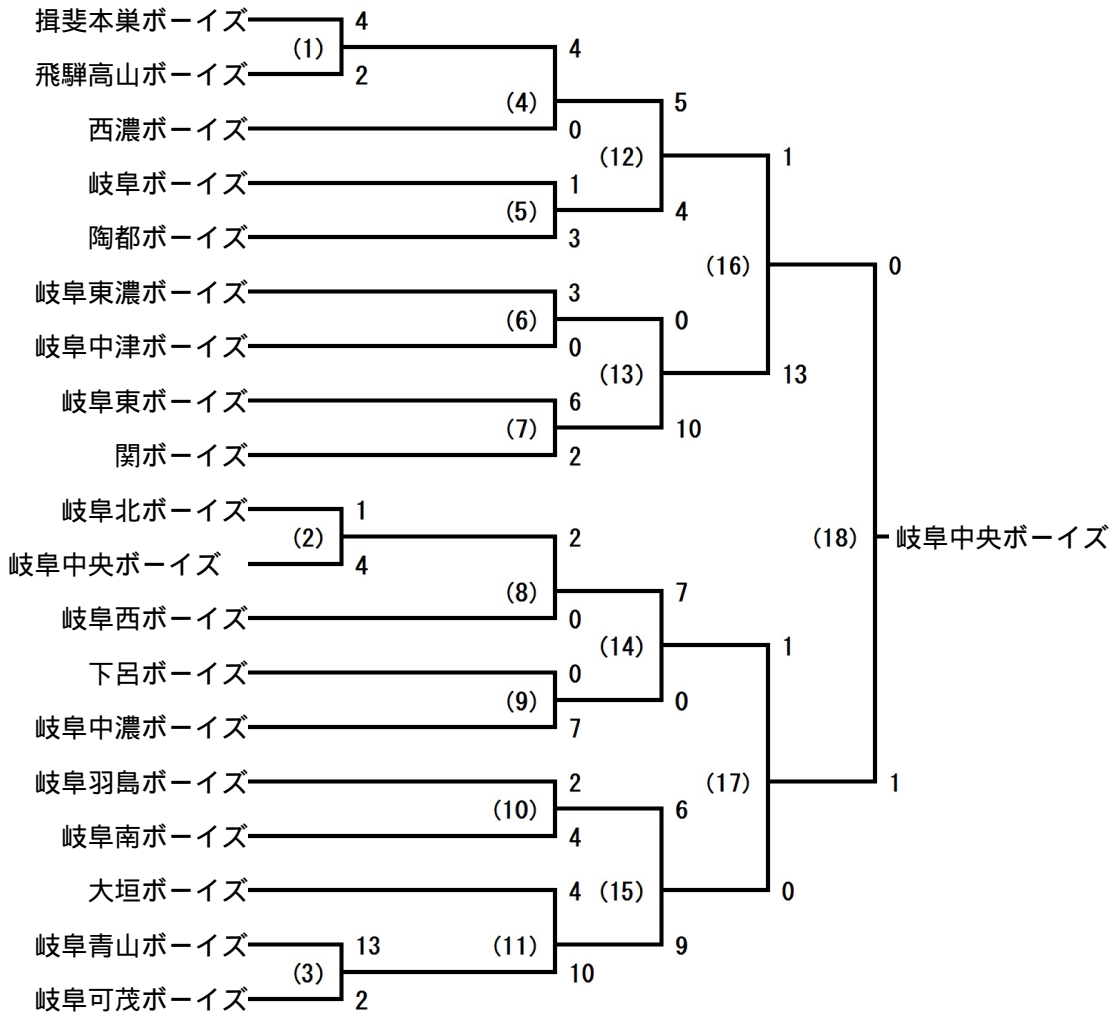 揖斐本巣ボーイズ 4
(1) 4
飛騨高山ボーイズ 2
(4) 5
西濃ボーイズ 0
(12) 1
岐阜ボーイズ 1
(5) 4
陶都ボーイズ 3
(16) 0
岐阜東濃ボーイズ 3
(6) 0
岐阜中津ボーイズ 0
(13) 13
岐阜東ボーイズ 6
(7) 10
関ボーイズ 2
岐阜北ボーイズ 1
(2) 2 (18) 岐阜中央ボーイズ
岐阜中央ボーイズ 4
(8) 7
岐阜西ボーイズ 0
(14) 1
下呂ボーイズ 0
(9) 0
岐阜中濃ボーイズ 7
岐阜羽島ボーイズ 2 (17) 1
(10) 6
岐阜南ボーイズ 4
大垣ボーイズ 4 (15) 0
岐阜青山ボーイズ 13 (11) 9
(3) 10
岐阜可茂ボーイズ 2